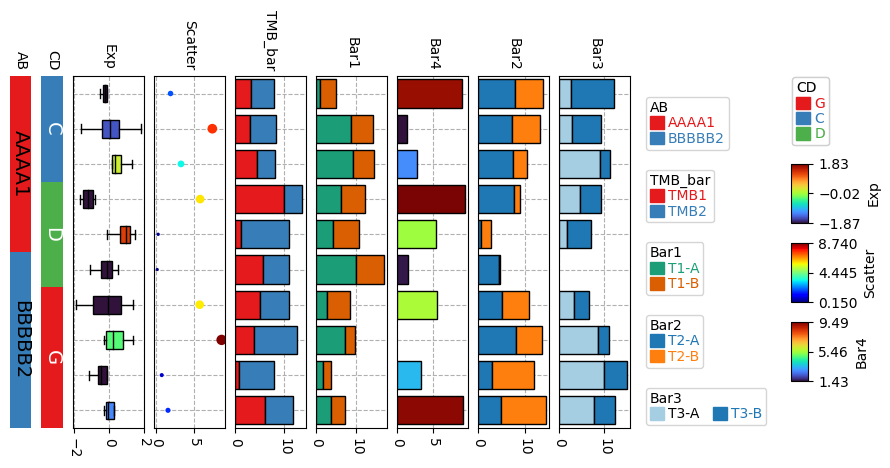 AB
CD
Exp
Scatter
TMB_bar
Bar1
Bar4
Bar2
Bar3
AAAA1
BBBBB2
C
D
G
−2 0 2
0 5
0 10
0 10
0 5
0 10
0 10
AB
AAAA1
BBBBB2
TMB_bar
TMB1
TMB2
Bar1
T1-A
T1-B
Bar2
T2-A
T2-B
Bar3
T3-A T3-B
CD
G
C
D
1.83
−0.02
−1.87
Exp
8.740
4.445
0.150
Scatter
9.49
5.46
1.43
Bar4